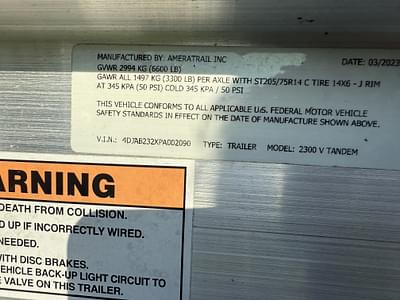 MANUFACTURED BY: AMERATRAIL INC DATE 03/2023
GVWR 2994 KG (6600 LB)
GAWR ALL 1497 KG (3300 LB) PER AXLE WITH ST205/75R14 C TIRE 14X6 - J RIM
AT 345 KPA (50 PSI) COLD 345 KPA / 50 PSI
THIS VEHICLE CONFORMS TO ALL APPLICABLE U.S. FEDERAL MOTOR VEHICLE
SAFETY STANDARDS IN EFFECT ON THE DATE OF MANUFACTURE SHOWN ABOVE.
V.I.N.: 4D7AB232XPA002090 TYPE: TRAILER MODEL: 2300 V TANDEM
ARNING
DEATH FROM COLLISION.
D UP IF INCORRECTLY WIRED.
NEEDED.
WITH DISC BRAKES.
EHICLE BACK-UP LIGHT CIRCUIT TO
E VALVE ON THIS TRAILER.